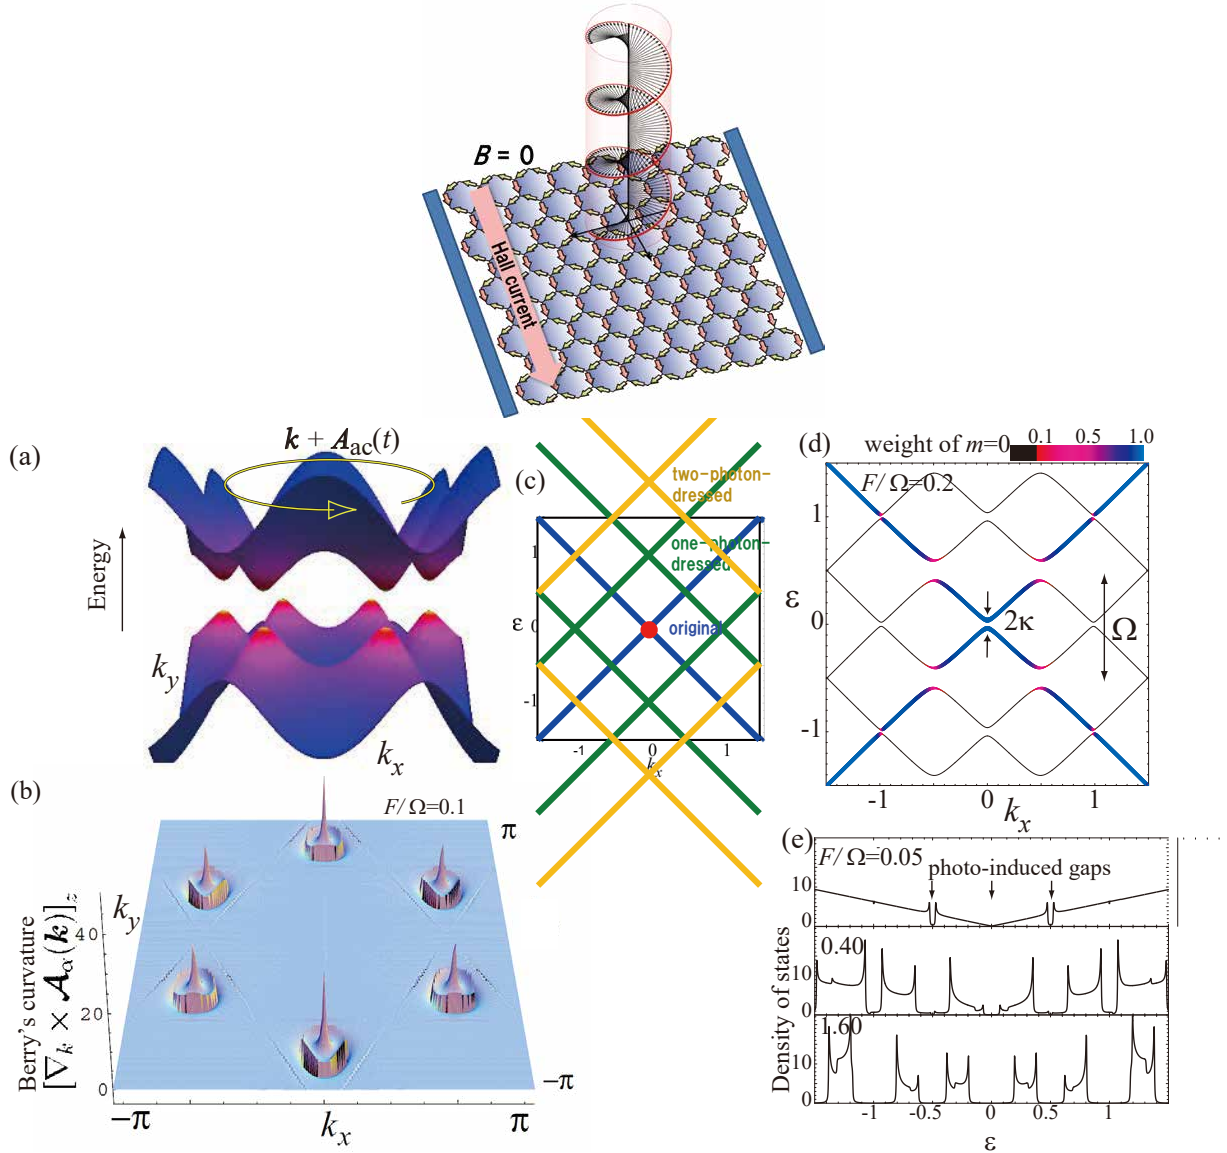 B = 0
Hall current
(a)
k + A_ac(t)
Energy
k_y
k_x
(b)
F/Ω=0.1
π
k_y
Berry's curvature
[∇_k × 𝒜_α(k)]_z
40
20
0
−π
−π
k_x
π
(c)
two-photon-
dressed
one-photon-
dressed
original
ε
1
0
-1
-1
0
1
k_x
(d)
weight of m=0
0.1
0.5
1.0
F/Ω=0.2
1
0
-1
ε
2κ
Ω
-1
0
1
k_x
(e)
F/Ω=0.05
photo-induced gaps
10
0
0.40
10
0
1.60
10
0
Density of states
-1
-0.5
0
0.5
1
ε